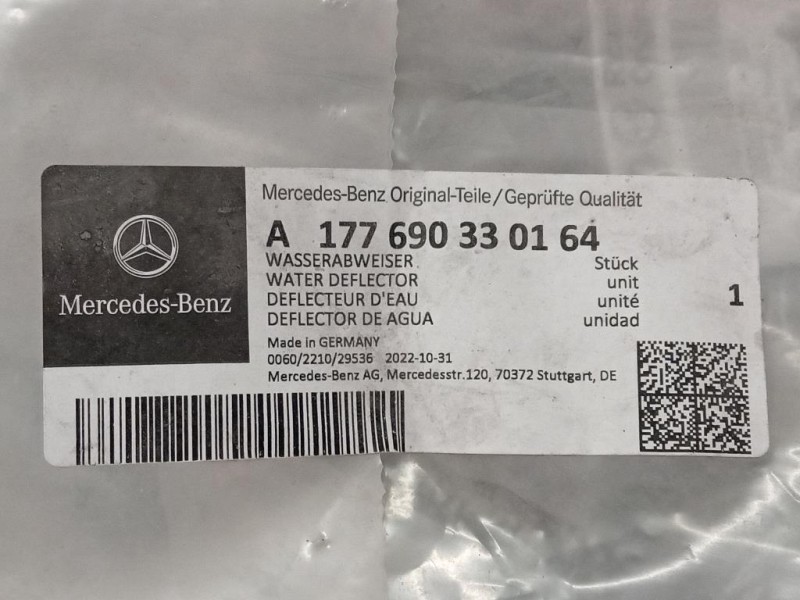 Mercedes-Benz Original-Teile/Geprüfte Qualität
A 177 690 33 01 64
WASSERABWEISER Stück
WATER DEFLECTOR unit
DEFLECTEUR D'EAU unité
DEFLECTOR DE AGUA unidad
1
Mercedes-Benz
Made in GERMANY
0060/2210/29536 2022-10-31
Mercedes-Benz AG, Mercedesstr.120, 70372 Stuttgart, DE